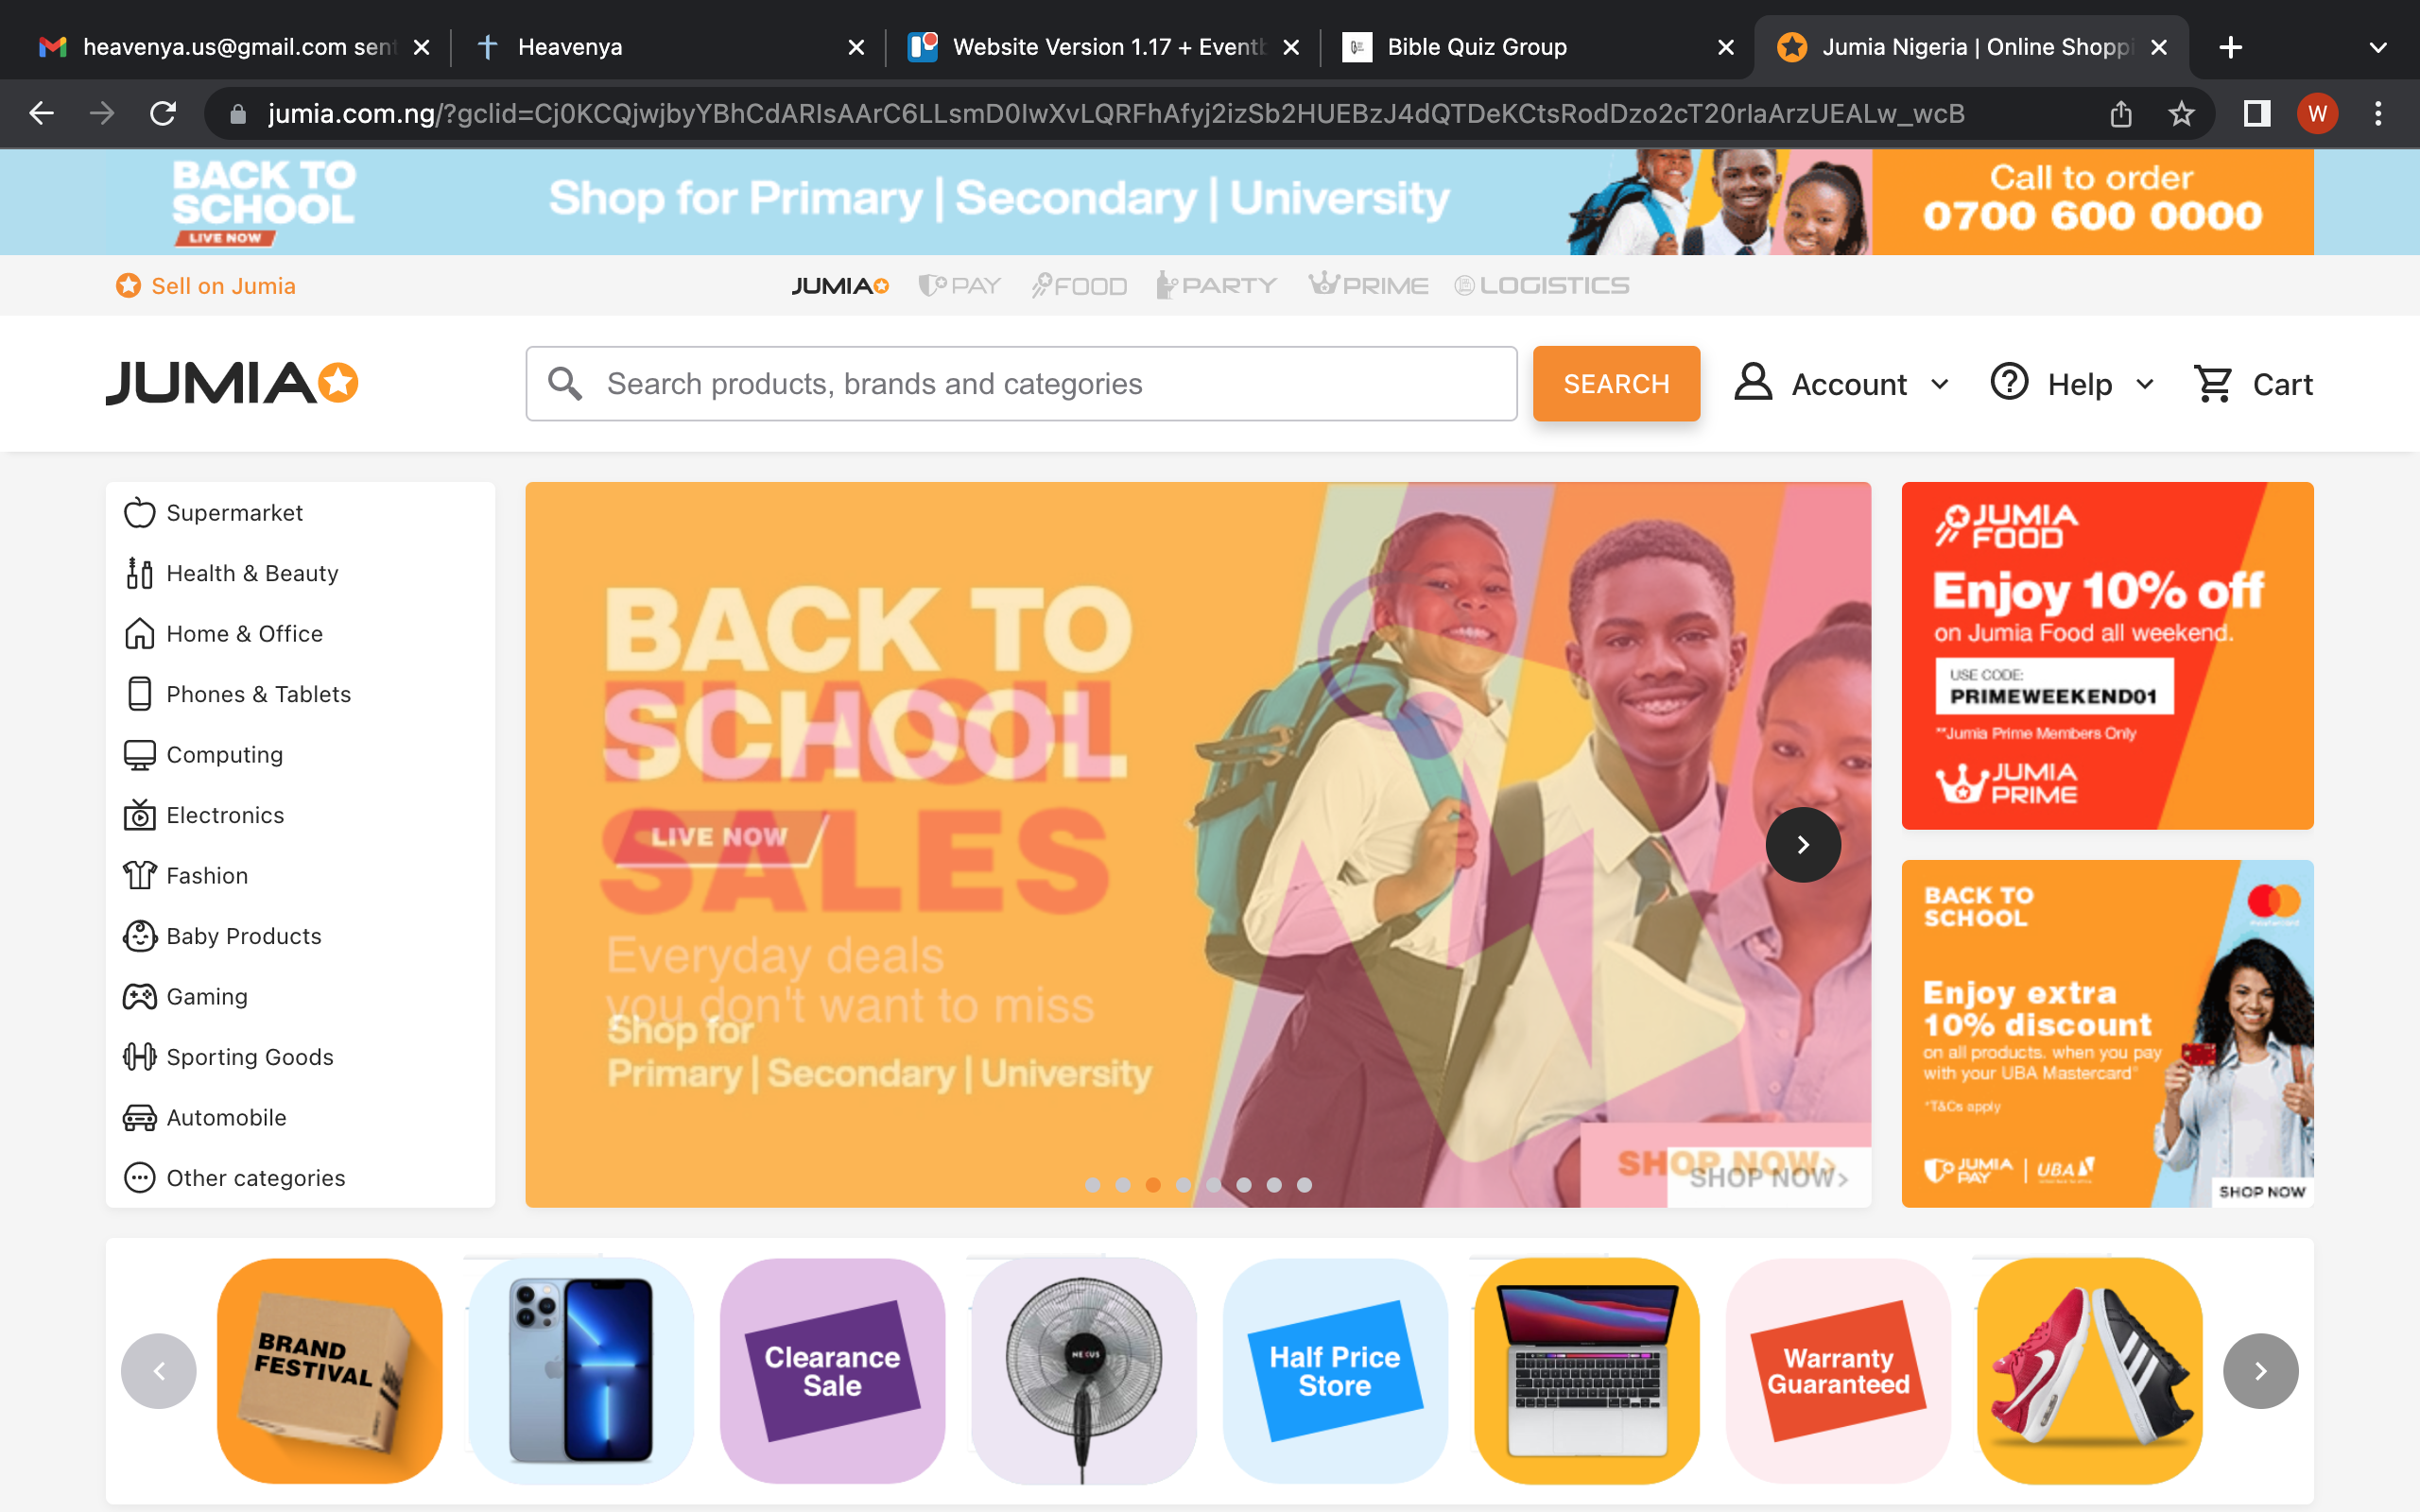 heavenya.us@gmail.com sent
Heavenya
Website Version 1.17 + Eventb
Bible Quiz Group
Jumia Nigeria | Online Shoppi
jumia.com.ng/?gclid=Cj0KCQjwjbyYBhCdARIsAArC6LLsmD0IwXvLQRFhAfyj2izSb2HUEBzJ4dQTDeKCtsRodDzo2cT20rIaArzUEALw_wcB
W
BACK TO
SCHOOL
LIVE NOW
Shop for Primary | Secondary | University
Call to order
0700 600 0000
Sell on Jumia
JUMIA
PAY
FOOD
PARTY
PRIME
LOGISTICS
JUMIA
Search products, brands and categories
SEARCH
Account
Help
Cart
Supermarket
Health & Beauty
Home & Office
Phones & Tablets
Computing
Electronics
Fashion
Baby Products
Gaming
Sporting Goods
Automobile
Other categories
BACK TO
SCHOOL
FLASH
SALES
LIVE NOW
Everyday deals
you don't want to miss
Shop for
Primary | Secondary | University
SHOP NOW>
SHOP NOW>
JUMIA
FOOD
Enjoy 10% off
on Jumia Food all weekend.
USE CODE:
PRIMEWEEKEND01
**Jumia Prime Members Only
JUMIA
PRIME
BACK TO
SCHOOL
mastercard
Enjoy extra
10% discount
on all products. when you pay
with your UBA Mastercard*
*T&Cs apply
JUMIA
PAY
UBA
SHOP NOW
BRAND
FESTIVAL
Clearance
Sale
NEXUS
Half Price
Store
Warranty
Guaranteed